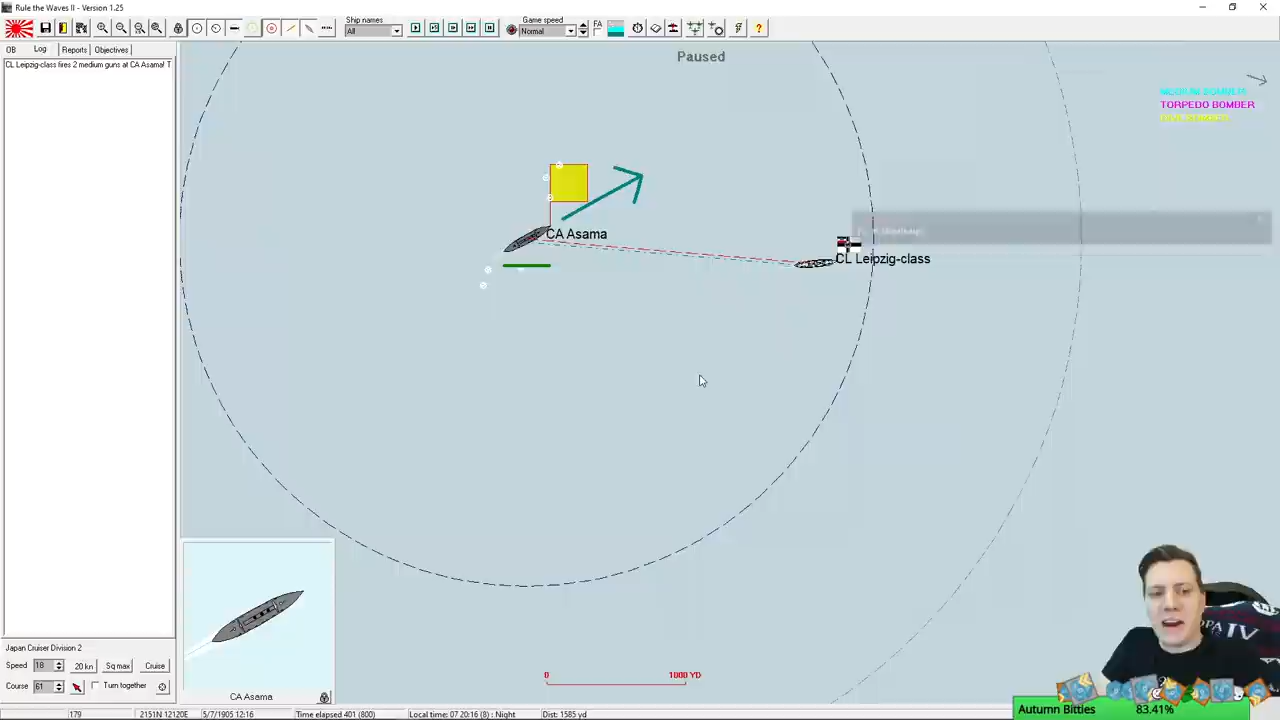 Rule the Waves II - Version 1.25
Ship names
All
Game speed
Normal
FA
OB
Log
Reports
Objectives
CL Leipzig-class fires 2 medium guns at CA Asama! T
Paused
TORPEDO BOMBER
CA Asama
CL Leipzig-class
0
1000 YD
CA Asama
Japan Cruiser Division 2
Speed
18
20 kn
Sq max
Cruise
Course
61
Turn together
179
2151N 12120E
5/7/1905 12:16
Time elapsed 401 (800)
Local time: 07:20:16 (8) : Night
Dist: 1585 yd
Autumn Bitties
83.41%